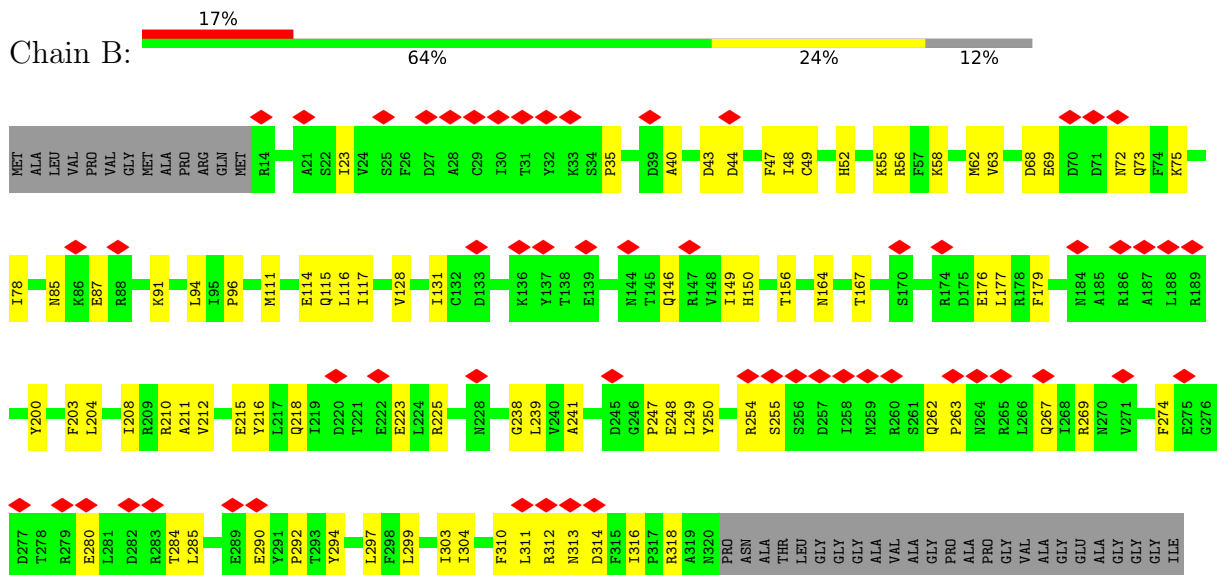 17%
Chain B:
64% 24% 12%
MET ALA LEU VAL PRO VAL GLY MET ALA PRO ARG GLN MET R14 A21 S22 I23 V24 S25 F26 D27 A28 C29 I30 T31 Y32 K33 S34 P35 D39 A40 D43 D44 F47 I48 C49 H52 K55 R56 F57 K58 M62 V63 D68 E69 D70 D71 N72 Q73 F74 K75
I78 N85 K86 E87 R88 K91 L94 I95 P96 M111 E114 Q115 L116 I117 V128 I131 C132 D133 K136 Y137 T138 E139 N144 T145 Q146 R147 V148 I149 H150 T156 N164 T167 S170 R174 D175 E176 L177 R178 F179 N184 A185 R186 A187 L188 R189
Y200 F203 L204 I208 R209 R210 A211 V212 E215 Y216 L217 Q218 I219 D220 T221 E222 E223 L224 R225 N228 G238 L239 V240 A241 D245 G246 P247 E248 L249 Y250 R254 S255 S256 D257 I258 M259 R260 S261 Q262 P263 N264 R265 L266 Q267 I268 R269 N270 V271 F274 E275 G276
D277 T278 R279 E280 L281 D282 R283 T284 L285 E289 E290 Y291 P292 T293 Y294 L297 F298 L299 I303 I304 F310 L311 R312 N313 D314 F315 I316 P317 R318 A319 N320 PRO ASN ALA THR LEU GLY GLY GLY ALA VAL ALA GLY PRO ALA PRO GLY VAL ALA GLY GLU ALA GLY GLY GLY ILE